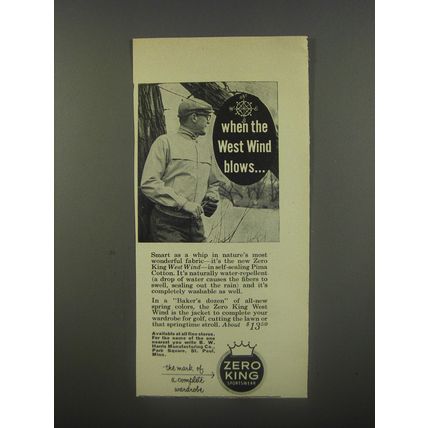 N
W E
S
when the
West Wind
blows...
Smart as a whip in nature's most
wonderful fabric—it's the new Zero
King West Wind—in self-sealing Pima
Cotton. It's naturally water-repellent
(a drop of water causes the fibers to
swell, sealing out the rain) and it's
completely washable as well.
In a "Baker's dozen" of all-new
spring colors, the Zero King West
Wind is the jacket to complete your
wardrobe for golf, cutting the lawn or
that springtime stroll. About $13⁵⁰
Available at all fine stores.
For the name of the one
nearest you write B. W.
Harris Manufacturing Co.,
Park Square, St. Paul,
Minn.
the mark of
a complete
wardrobe
ZERO
KING
SPORTSWEAR